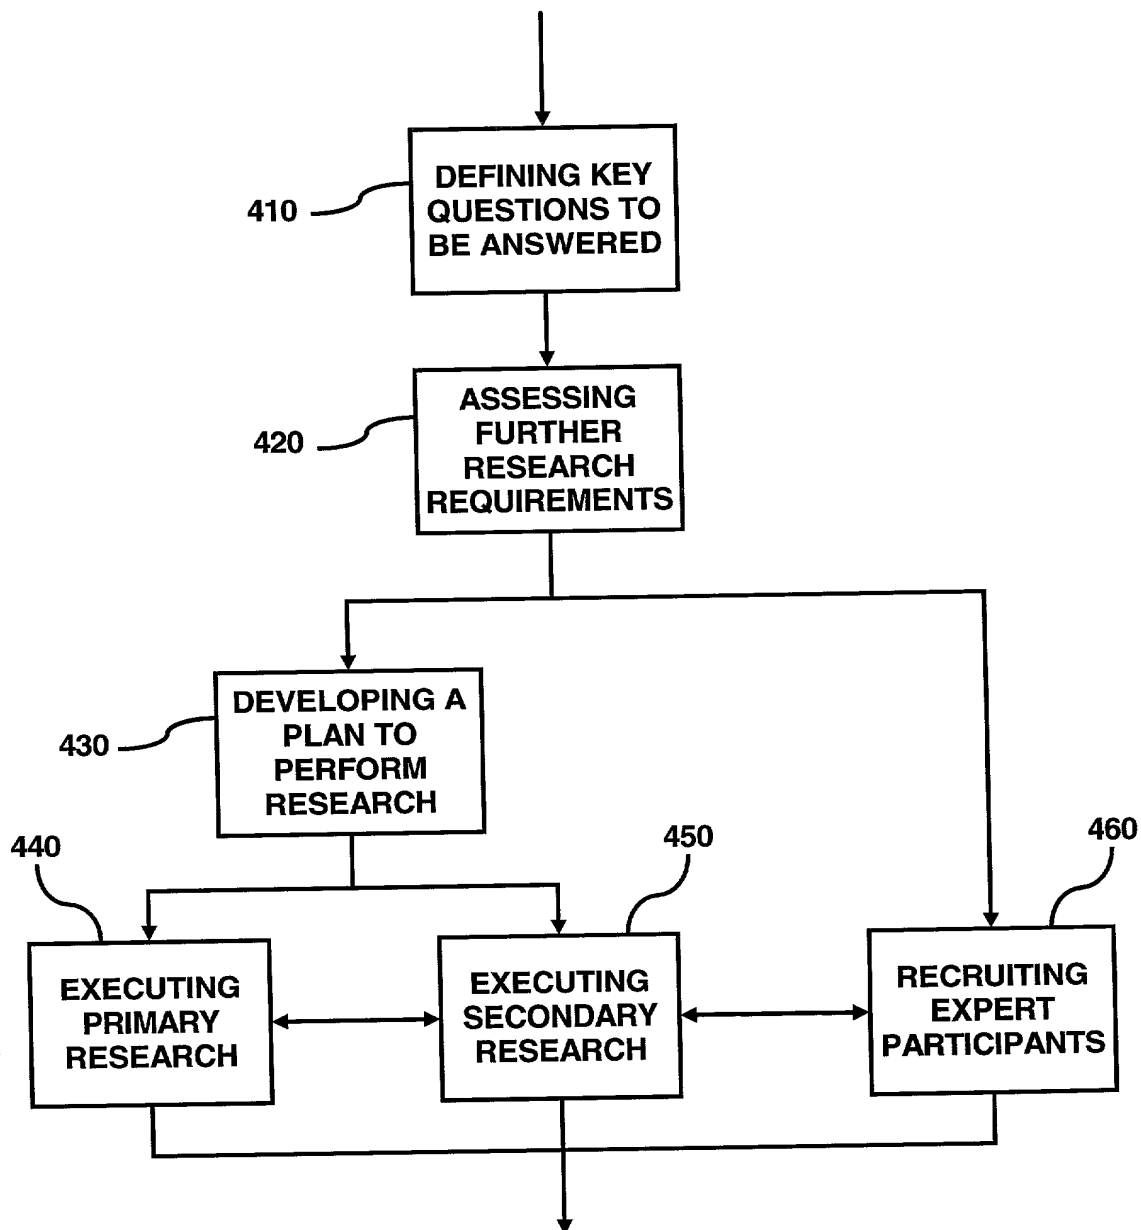 DEFINING KEY
QUESTIONS TO
BE ANSWERED
410
ASSESSING
FURTHER
RESEARCH
REQUIREMENTS
420
DEVELOPING A
PLAN TO
PERFORM
RESEARCH
430
440
450
460
EXECUTING
PRIMARY
RESEARCH
EXECUTING
SECONDARY
RESEARCH
RECRUITING
EXPERT
PARTICIPANTS